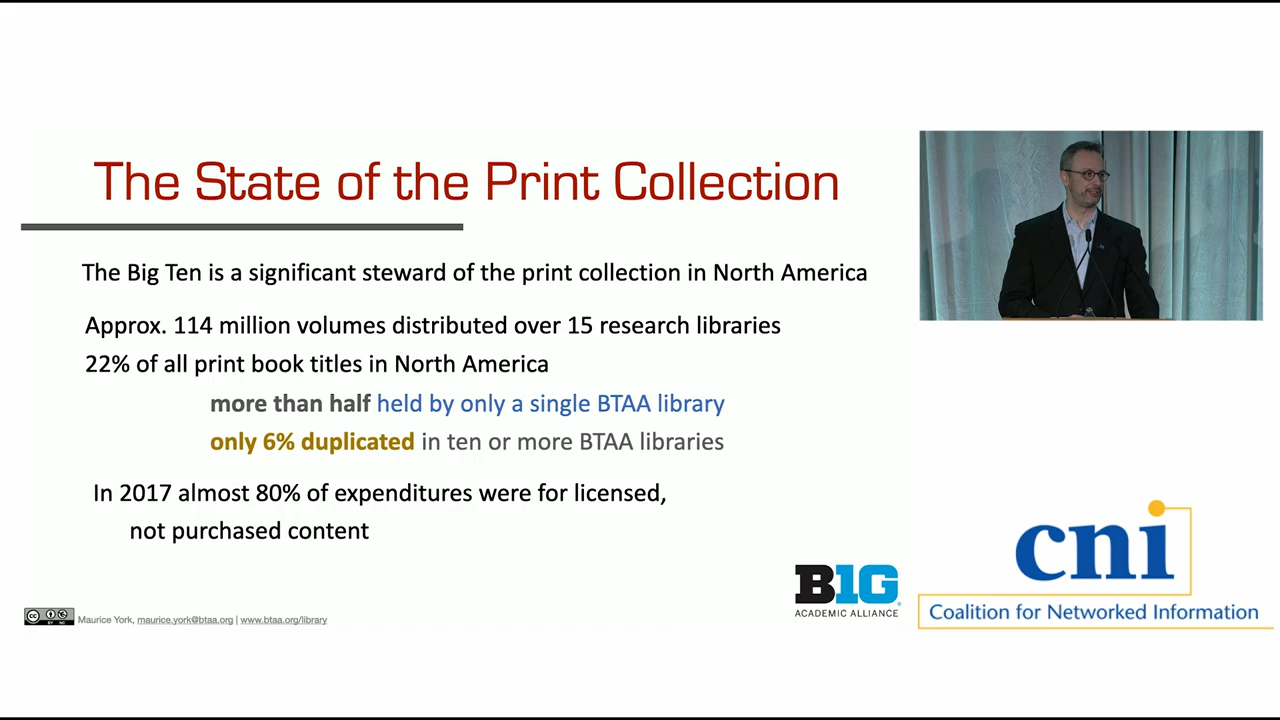 The State of the Print Collection
The Big Ten is a significant steward of the print collection in North America
Approx. 114 million volumes distributed over 15 research libraries
22% of all print book titles in North America
more than half held by only a single BTAA library
only 6% duplicated in ten or more BTAA libraries
In 2017 almost 80% of expenditures were for licensed,
not purchased content
cc
BY NC
Maurice York, maurice.york@btaa.org | www.btaa.org/library
B1G
ACADEMIC ALLIANCE
cni
Coalition for Networked Information